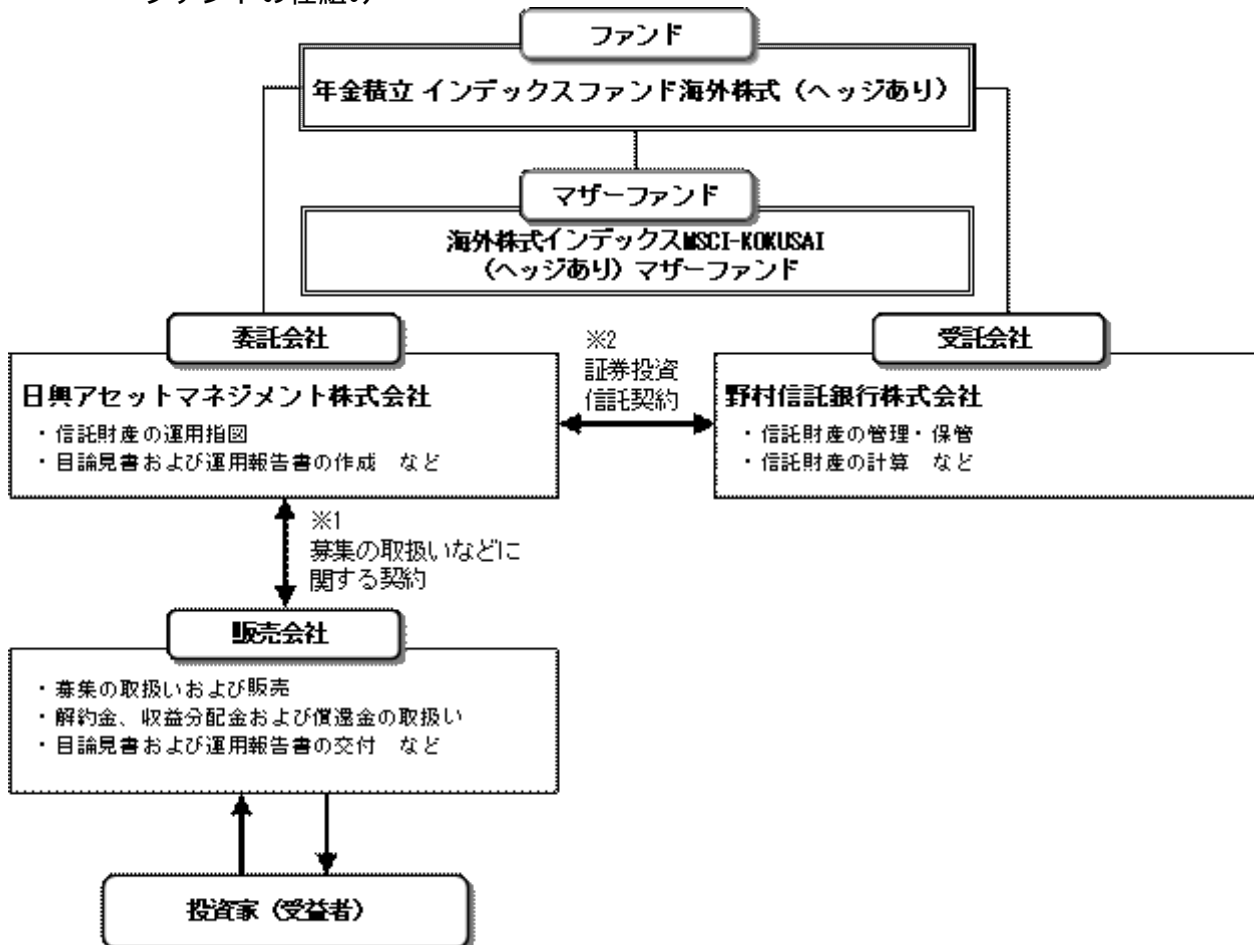 ファンドの仕組み
ファンド
年金積立 インデックスファンド海外株式（ヘッジあり）
マザーファンド
海外株式インデックスMSCI-KOKUSAI
（ヘッジあり）マザーファンド
委託会社
日興アセットマネジメント株式会社
・信託財産の運用指図
・目論見書および運用報告書の作成　など
※2
証券投資
信託契約
受託会社
野村信託銀行株式会社
・信託財産の管理・保管
・信託財産の計算　など
※1
募集の取扱いなどに
関する契約
販売会社
・募集の取扱いおよび販売
・解約金、収益分配金および償還金の取扱い
・目論見書および運用報告書の交付　など
投資家（受益者）